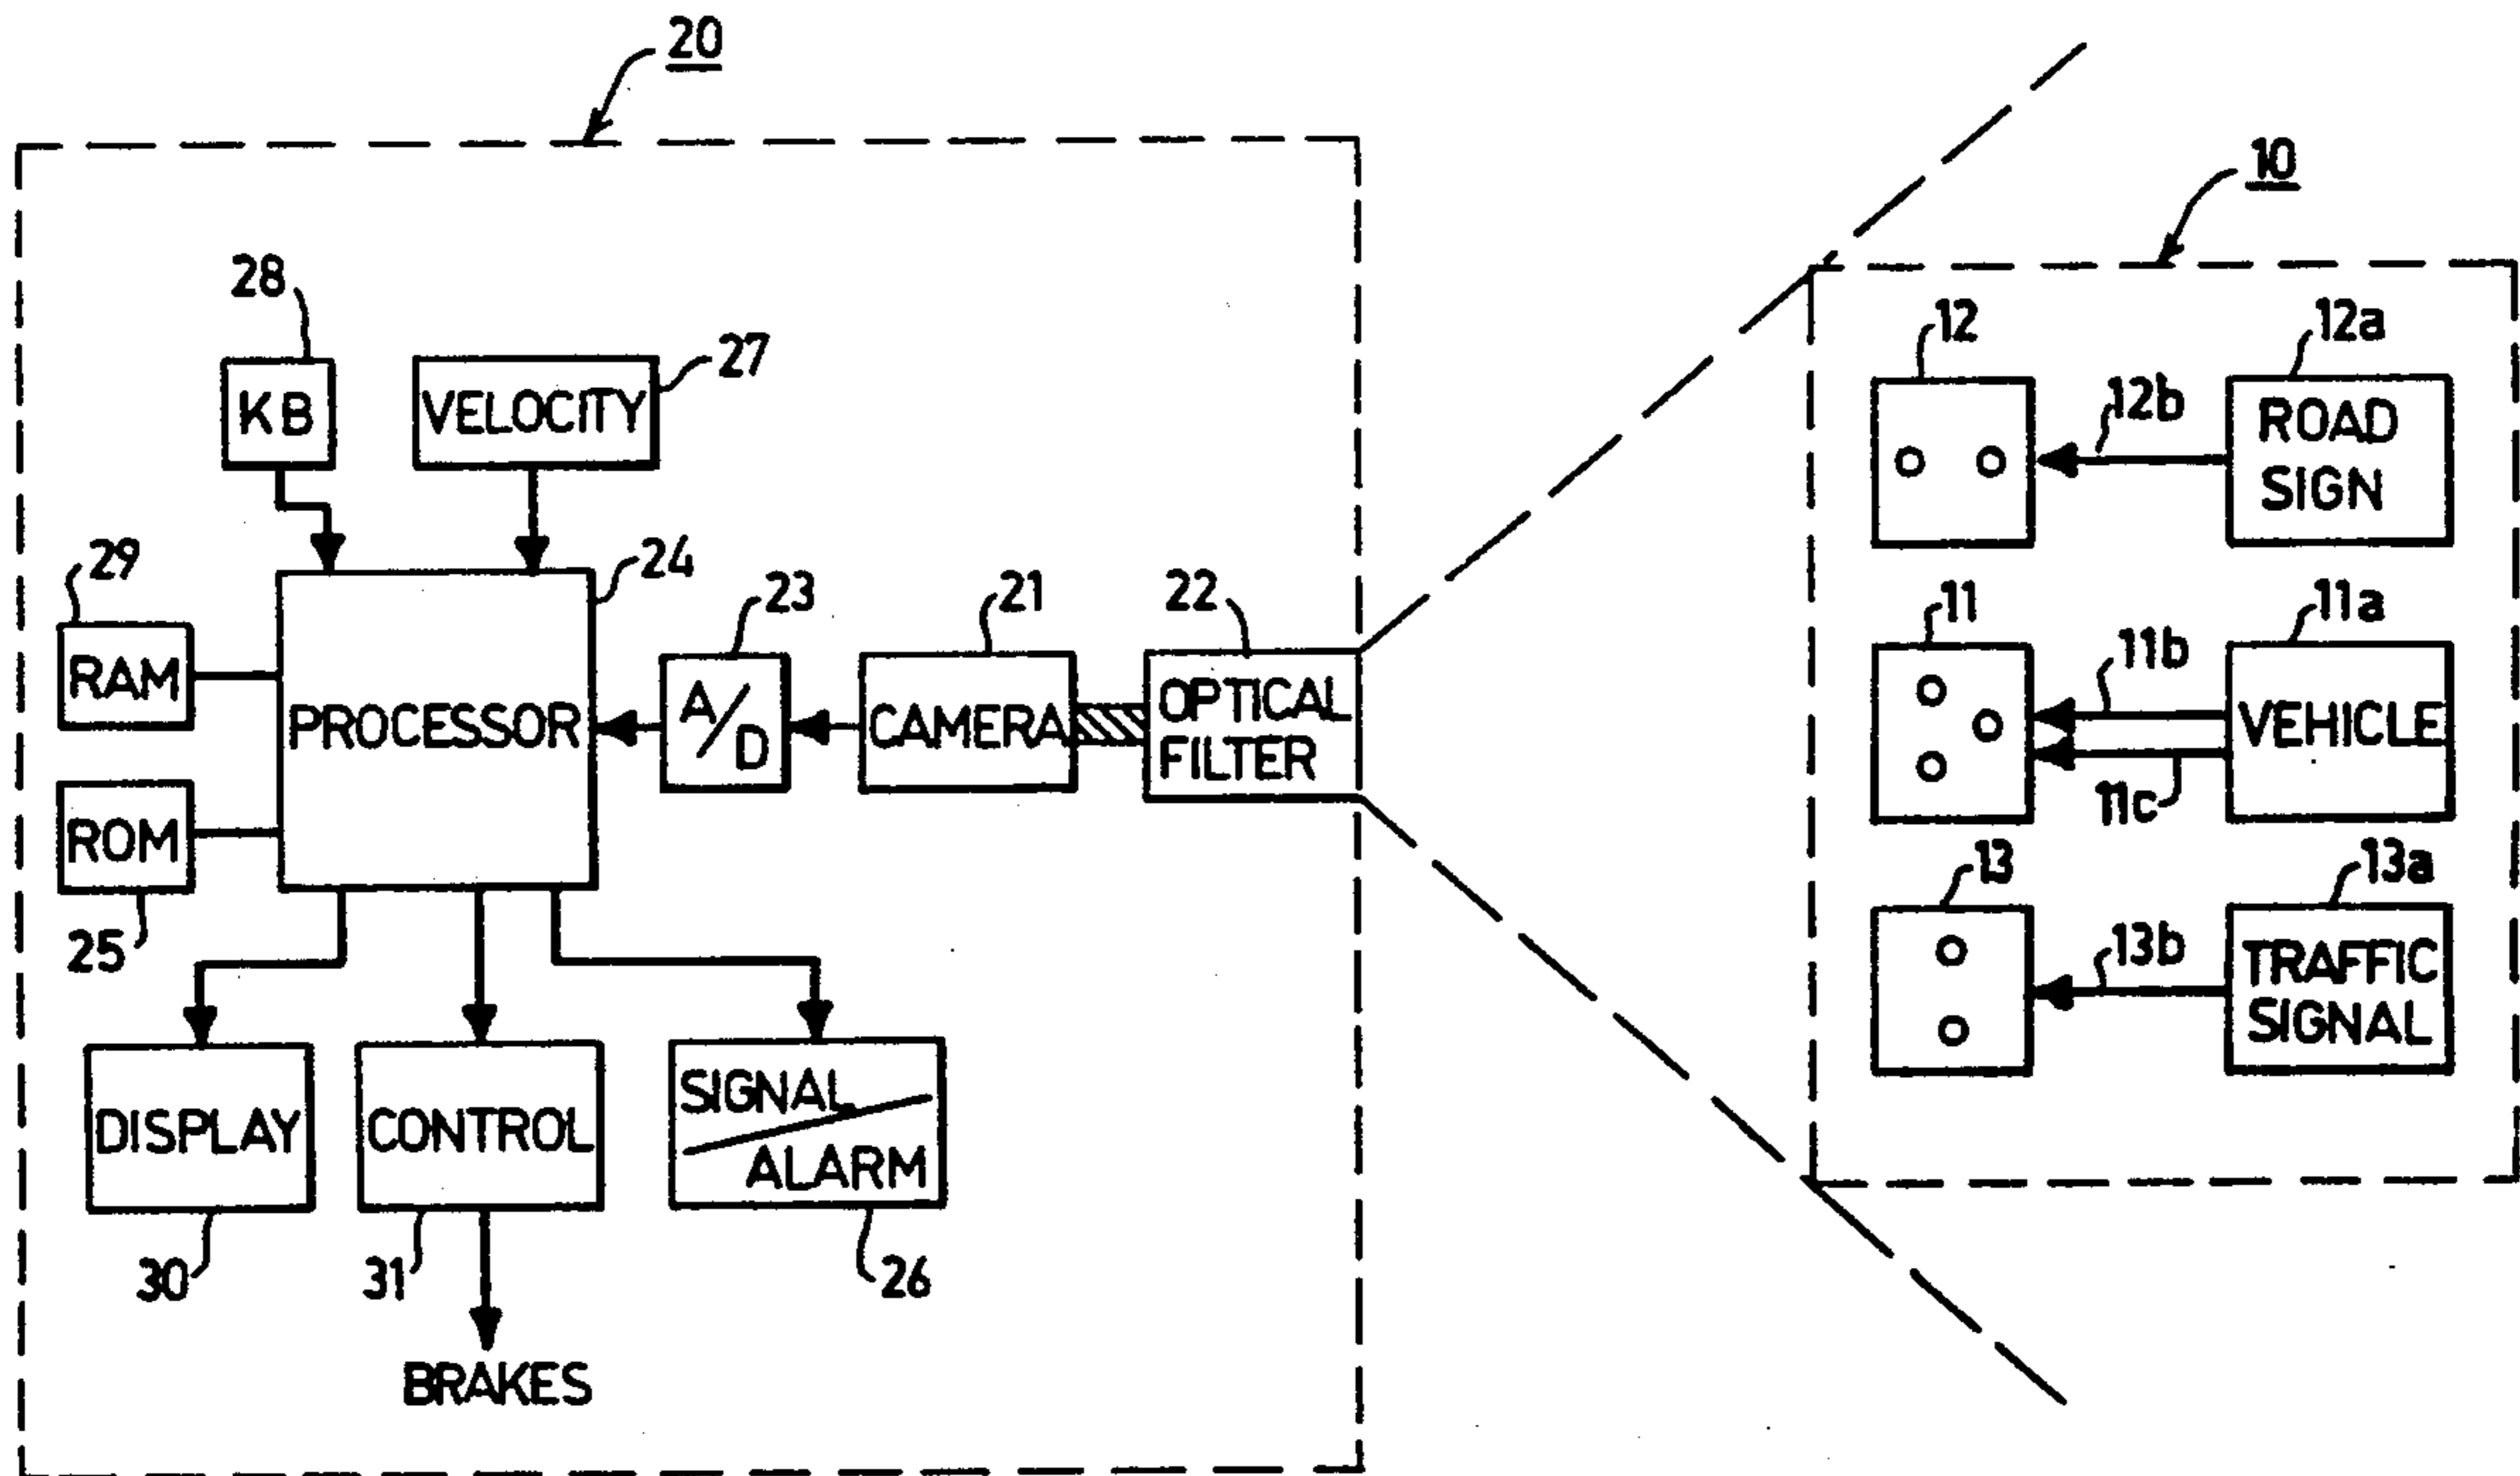 20
10
28
27
KB
VELOCITY
12
12a
12b
ROAD
SIGN
29
24
23
21
22
11
11a
11b
RAM
PROCESSOR
A/D
CAMERA
OPTICAL
FILTER
VEHICLE
11c
ROM
25
13
13a
13b
TRAFFIC
SIGNAL
DISPLAY
CONTROL
SIGNAL
ALARM
30
31
26
BRAKES